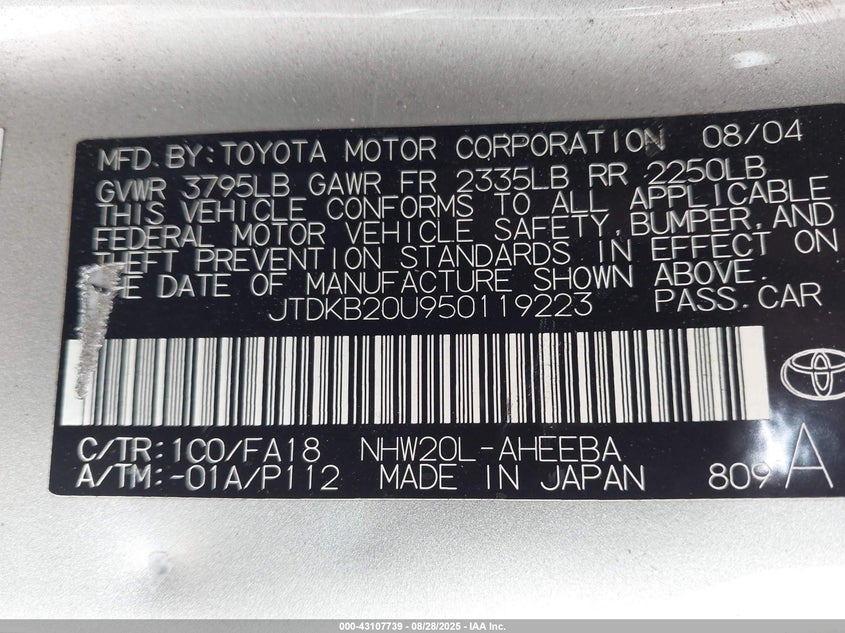 MFD. BY: TOYOTA MOTOR CORPORATION 08/04
GVWR 3795LB GAWR FR 2335LB RR 2250LB
THIS VEHICLE CONFORMS TO ALL APPLICABLE
FEDERAL MOTOR VEHICLE SAFETY, BUMPER, AND
THEFT PREVENTION STANDARDS IN EFFECT ON
THE DATE OF MANUFACTURE SHOWN ABOVE.
JTDKB20U950119223 PASS. CAR
C/TR: 1C0/FA18 NHW20L-AHEEBA
A/TM: -01A/P112 MADE IN JAPAN 809 A
000-43107739 - 08/28/2025 - IAA Inc.